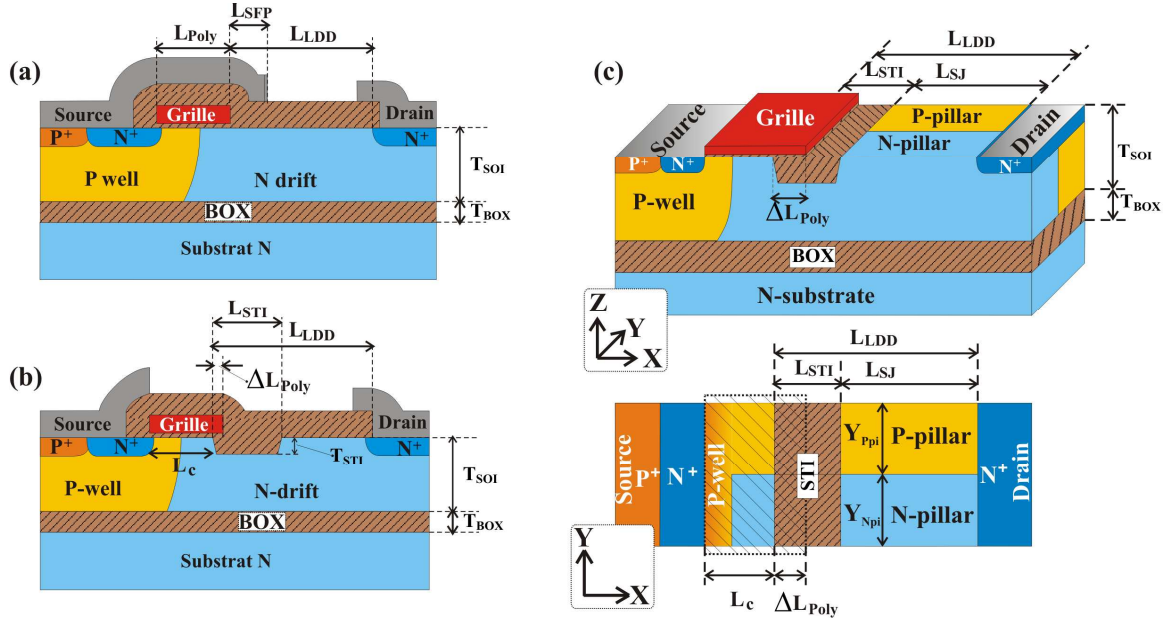 (a)
L_SFP
L_Poly
L_LDD
Source
Grille
Drain
P+
N+
N+
P well
N drift
T_SOI
BOX
T_BOX
Substrat N
(b)
L_STI
L_LDD
ΔL_Poly
Source
Grille
Drain
P+
N+
L_c
T_STI
N+
P-well
N-drift
T_SOI
BOX
T_BOX
Substrat N
(c)
L_LDD
L_STI
L_SJ
Source
Grille
P-pillar
N-pillar
Drain
P+
N+
N+
T_SOI
P-well
ΔL_Poly
T_BOX
BOX
N-substrate
Z
Y
X
L_LDD
L_STI
L_SJ
Source
P+
N+
P-well
STI
Y_Ppi
P-pillar
Y_Npi
N-pillar
N+
Drain
Y
X
L_c
ΔL_Poly